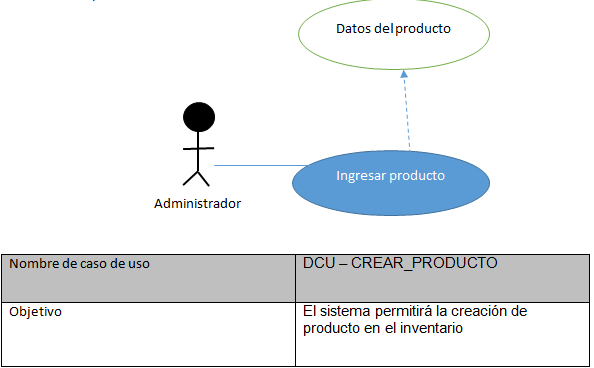 Datos del producto
Ingresar producto
Administrador
Nombre de caso de uso
DCU – CREAR_PRODUCTO
Objetivo
El sistema permitirá la creación de
producto en el inventario